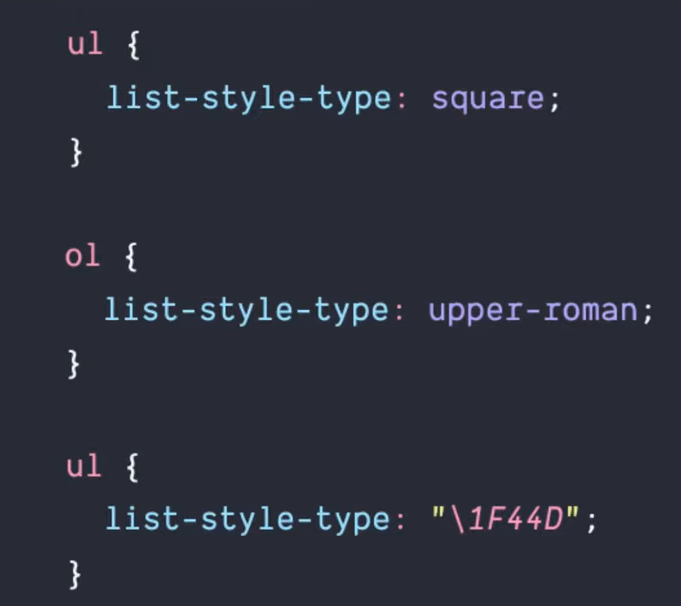 ul {
list-style-type: square;
}
ol {
list-style-type: upper-roman;
}
ul {
list-style-type: "\1F44D";
}